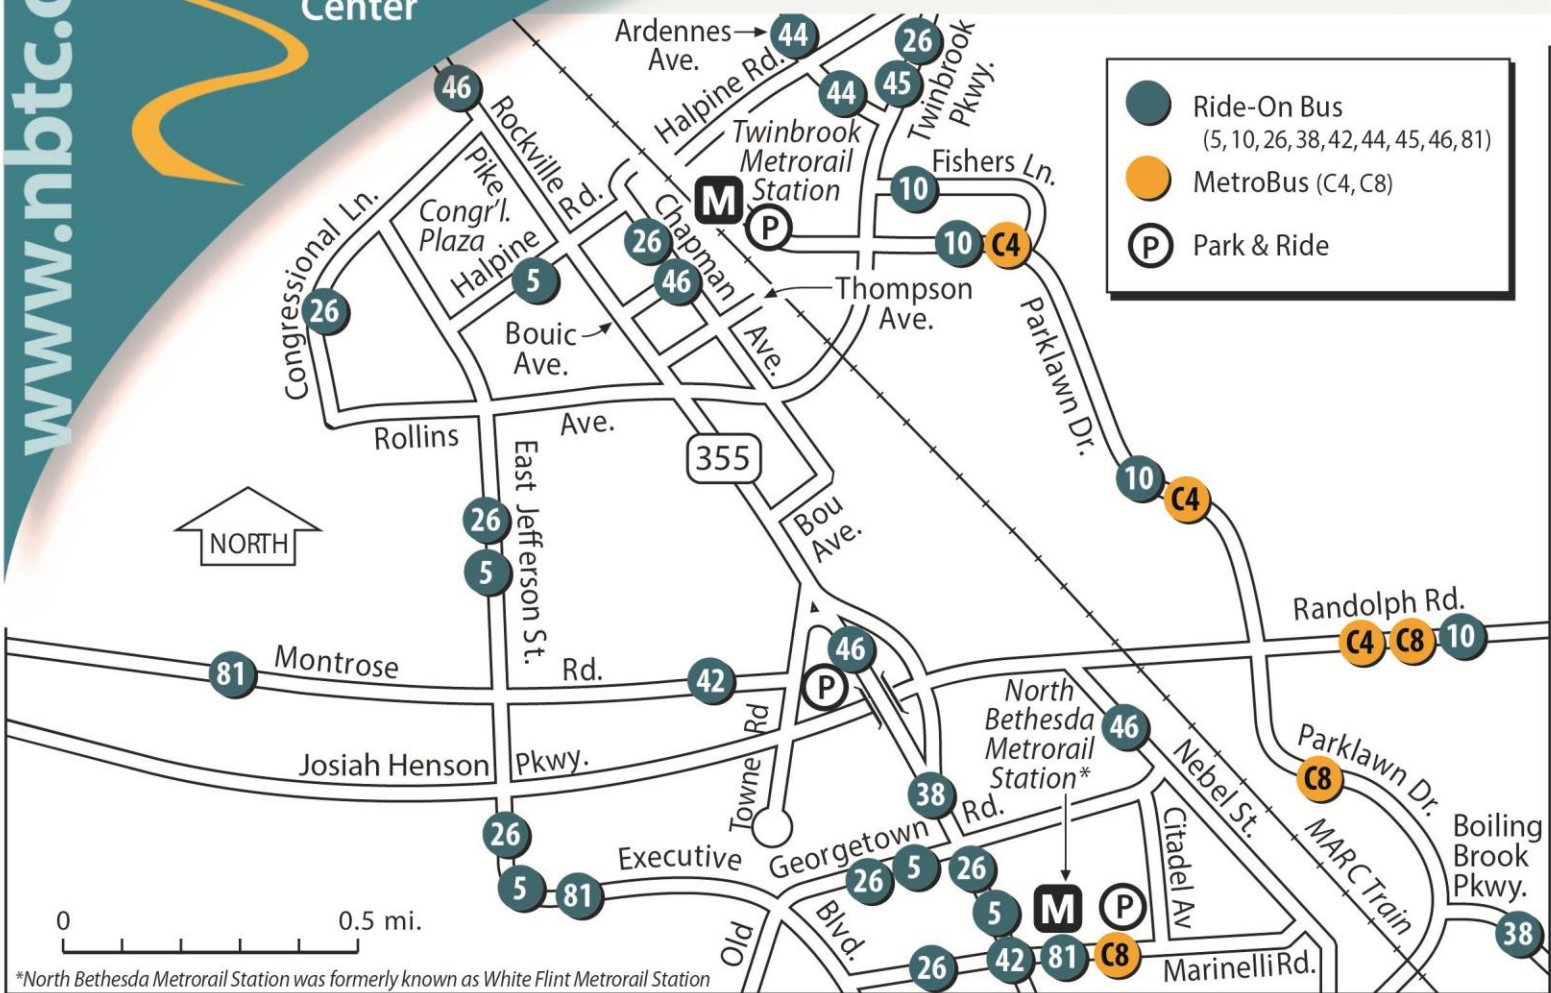 Center
www.nbtc.o
Ardennes
Ave.
44
26
46
Halpine Rd.
44
45
Twinbrook
Pkwy.
Ride-On Bus
(5, 10, 26, 38, 42, 44, 45, 46, 81)
MetroBus (C4, C8)
P
Park & Ride
Rockville
Pike
Twinbrook
Metrorail
Station
M
P
Fishers Ln.
10
10
C4
Congressional Ln.
Congr'l.
Plaza
Halpine
Rd.
Chapman
Ave.
26
46
5
26
Bouic
Ave.
Thompson
Ave.
Parklawn Dr.
Rollins
Ave.
355
10
C4
Bou
Ave.
East Jefferson St.
26
5
NORTH
Randolph Rd.
C4
C8
10
81
Montrose
Rd.
42
46
P
North
Bethesda
Metrorail
Station*
46
Josiah Henson
Pkwy.
Towne Rd
38
Nebel St.
Parklawn Dr.
C8
MARC Train
Boiling
Brook
Pkwy.
26
Executive
Blvd.
Old
Georgetown
Rd.
5
81
26
5
26
5
M
P
Citadel Av
38
26
42
81
C8
Marinelli Rd.
0
0.5 mi.
*North Bethesda Metrorail Station was formerly known as White Flint Metrorail Station